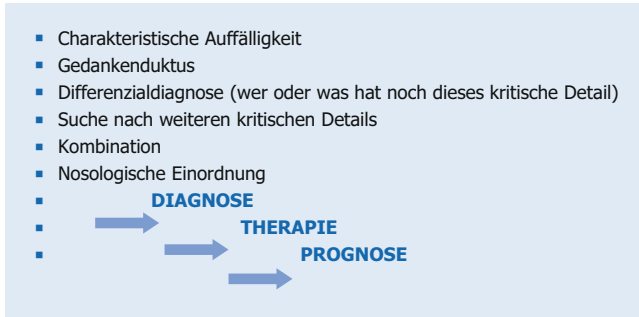 ▪ Charakteristische Auffälligkeit
▪ Gedankenduktus
▪ Differenzialdiagnose (wer oder was hat noch dieses kritische Detail)
▪ Suche nach weiteren kritischen Details
▪ Kombination
▪ Nosologische Einordnung
▪ DIAGNOSE
▪ THERAPIE
▪ PROGNOSE